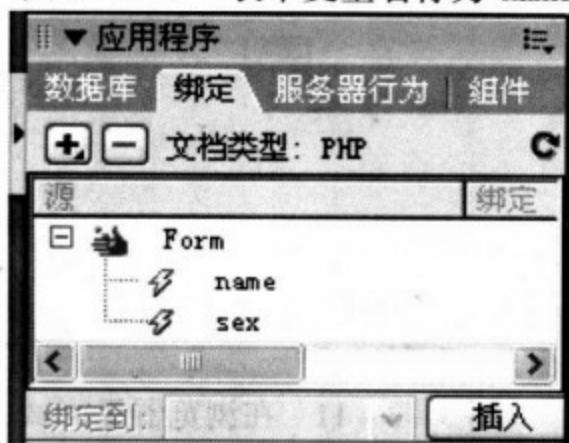 应用程序
数据库 绑定 服务器行为 組件
文档类型: PHP
源 绑定
Form
name
sex
绑定到: 插入